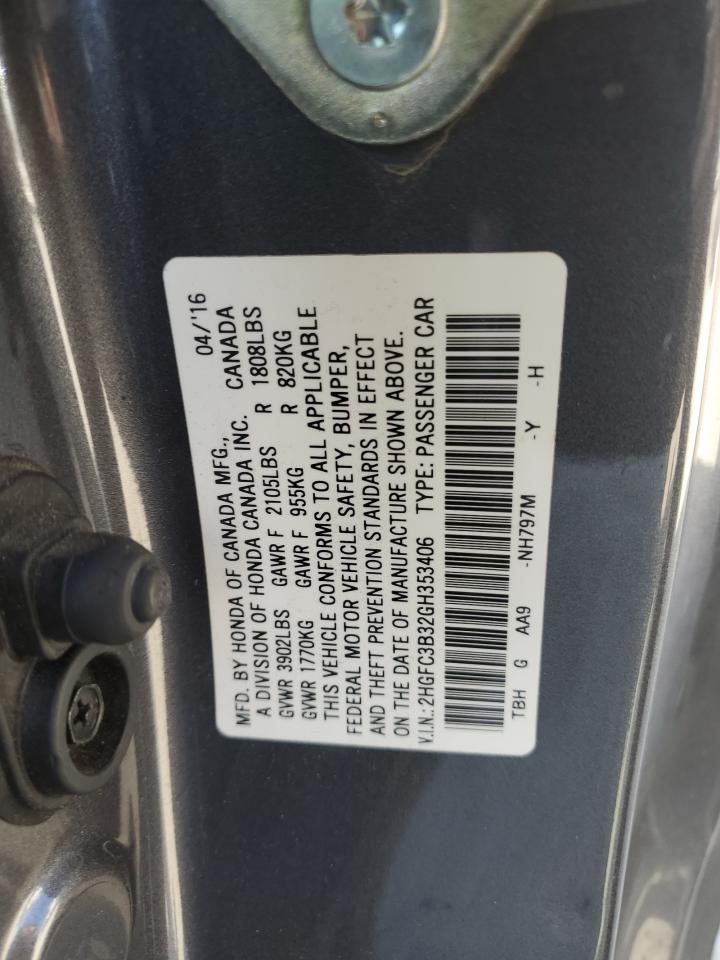 04/'16
MFD. BY HONDA OF CANADA MFG.,
A DIVISION OF HONDA CANADA INC. CANADA
GVWR 3902LBS GAWR F 2105LBS R 1808LBS
GVWR 1770KG GAWR F 955KG R 820KG
THIS VEHICLE CONFORMS TO ALL APPLICABLE
FEDERAL MOTOR VEHICLE SAFETY, BUMPER,
AND THEFT PREVENTION STANDARDS IN EFFECT
ON THE DATE OF MANUFACTURE SHOWN ABOVE.
V.I.N.: 2HGFC3B32GH353406 TYPE: PASSENGER CAR
TBH G AA9 -NH797M -Y -H